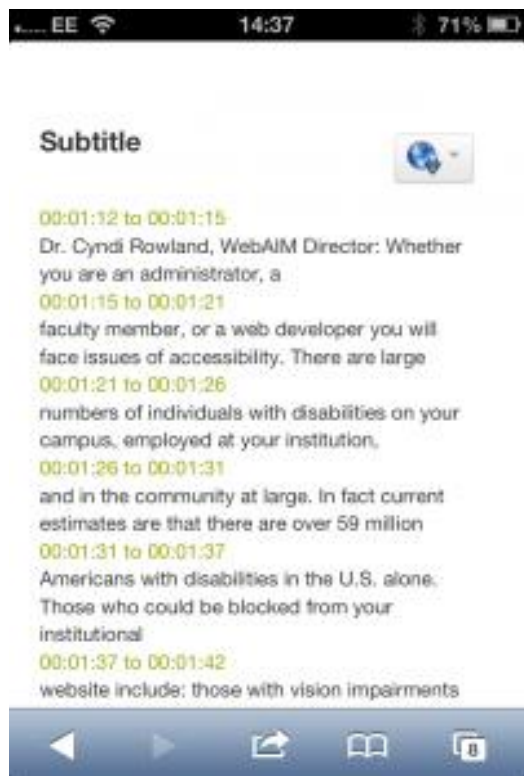 EE 14:37 71%
Subtitle
00:01:12 to 00:01:15
Dr. Cyndi Rowland, WebAIM Director: Whether
you are an administrator, a
00:01:15 to 00:01:21
faculty member, or a web developer you will
face issues of accessibility. There are large
00:01:21 to 00:01:26
numbers of individuals with disabilities on your
campus, employed at your institution,
00:01:26 to 00:01:31
and in the community at large. In fact current
estimates are that there are over 59 million
00:01:31 to 00:01:37
Americans with disabilities in the U.S. alone.
Those who could be blocked from your
institutional
00:01:37 to 00:01:42
website include: those with vision impairments
8